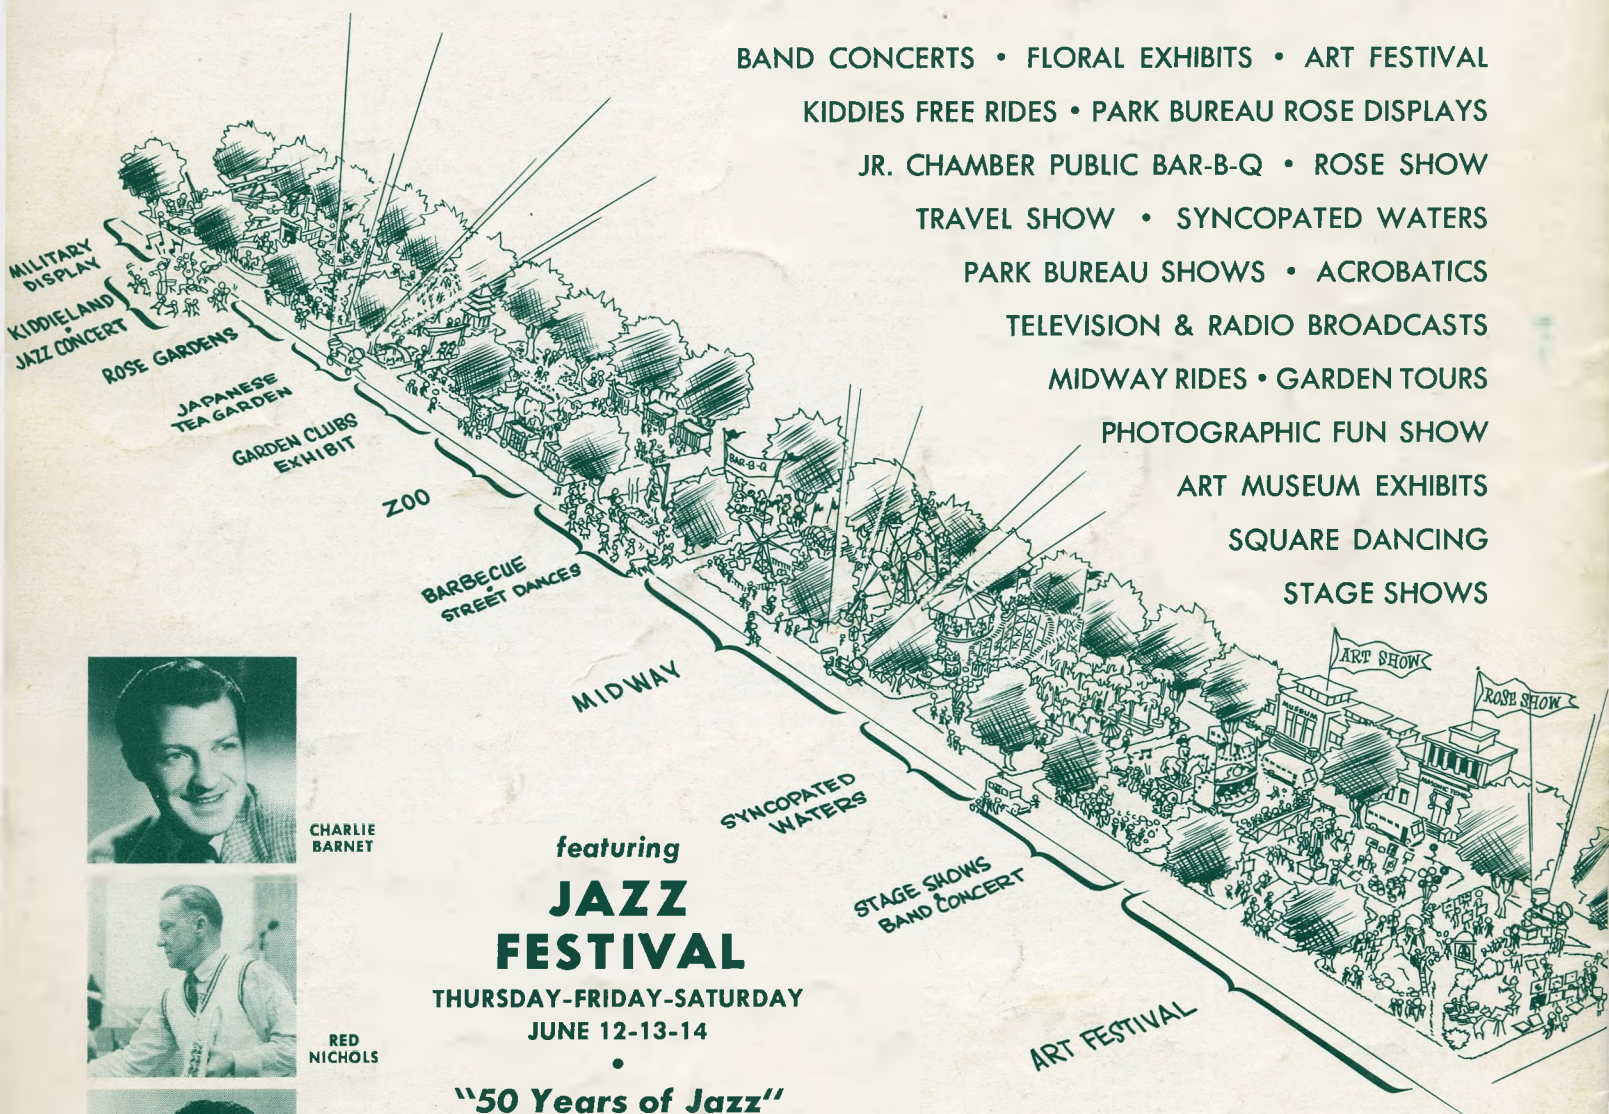 BAND CONCERTS • FLORAL EXHIBITS • ART FESTIVAL
KIDDIES FREE RIDES • PARK BUREAU ROSE DISPLAYS
JR. CHAMBER PUBLIC BAR-B-Q • ROSE SHOW
TRAVEL SHOW • SYNCOPATED WATERS
PARK BUREAU SHOWS • ACROBATICS
TELEVISION & RADIO BROADCASTS
MIDWAY RIDES • GARDEN TOURS
PHOTOGRAPHIC FUN SHOW
ART MUSEUM EXHIBITS
SQUARE DANCING
STAGE SHOWS
MILITARY
DISPLAY
KIDDIELAND
•
JAZZ CONCERT
ROSE GARDENS
JAPANESE
TEA GARDEN
GARDEN CLUBS
EXHIBIT
ZOO
BAR-B-Q
BARBECUE
•
STREET DANCES
MIDWAY
SYNCOPATED
WATERS
STAGE SHOWS
•
BAND CONCERT
ART FESTIVAL
ART SHOW
MUSEUM
ROSE SHOW
MASONIC TEMPLE
CHARLIE
BARNET
RED
NICHOLS
featuring
JAZZ
FESTIVAL
THURSDAY-FRIDAY-SATURDAY
JUNE 12-13-14
•
"50 Years of Jazz"